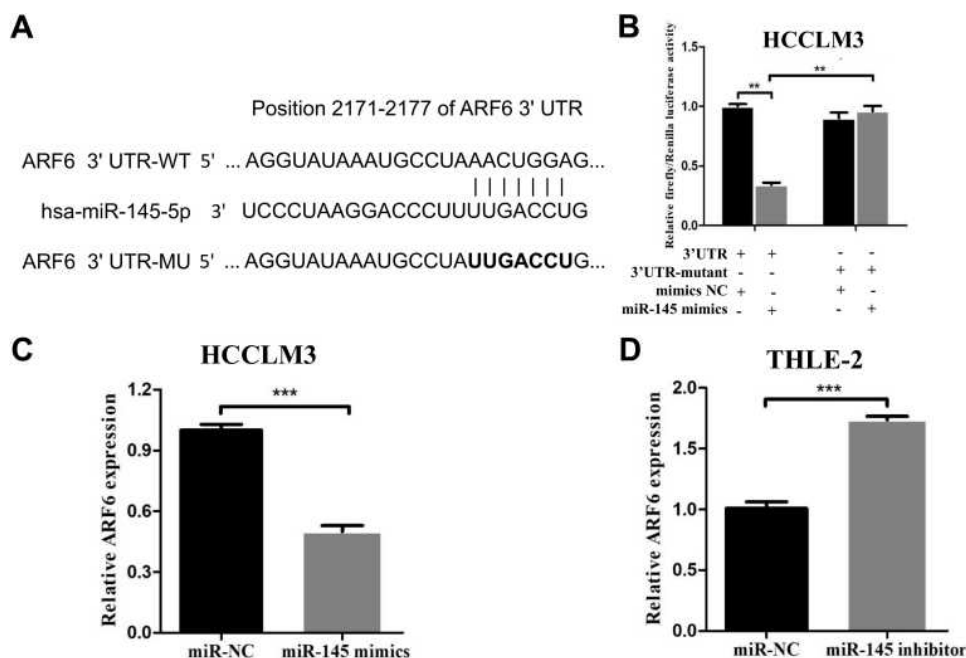 A
Position 2171-2177 of ARF6 3' UTR
ARF6 3' UTR-WT 5' ... AGGUAUAAAUGCCUAAACUGGAG...
hsa-miR-145-5p 3' UCCCUAAGGACCCUUUUGACCUG
ARF6 3' UTR-MU 5' ... AGGUAUAAAUGCCUAUUGACCUG...
B
HCCLM3
Relative firefly/Renilla luciferase activity
1.5
1.0
0.5
0.0
**
**
3'UTR + + - -
3'UTR-mutant - - + +
mimics NC + - + -
miR-145 mimics - + - +
C
HCCLM3
Relative ARF6 expression
1.2
0.9
0.6
0.3
0.0
***
miR-NC miR-145 mimics
D
THLE-2
Relative ARF6 expression
2.0
1.5
1.0
0.5
0.0
***
miR-NC miR-145 inhibitor